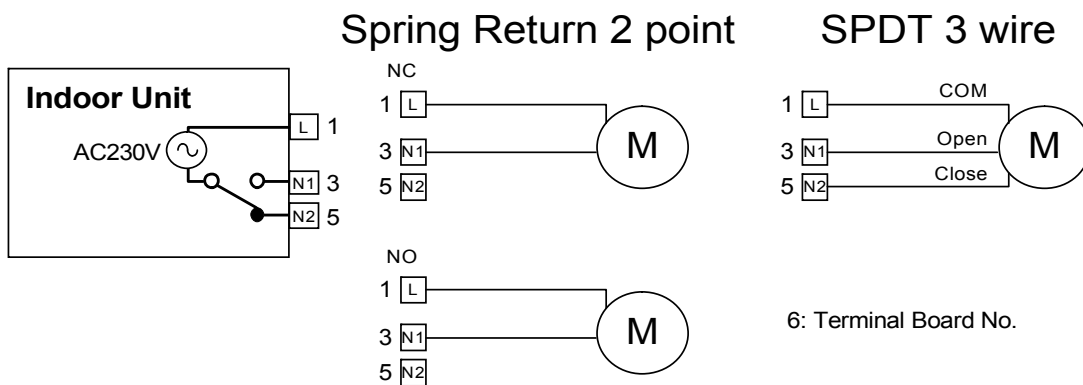 Spring Return 2 point
SPDT 3 wire
Indoor Unit
AC230V
L 1
N1 3
N2 5
NC
1 L
3 N1
5 N2
M
NO
1 L
3 N1
5 N2
M
1 L
3 N1
5 N2
COM
Open
Close
M
6: Terminal Board No.